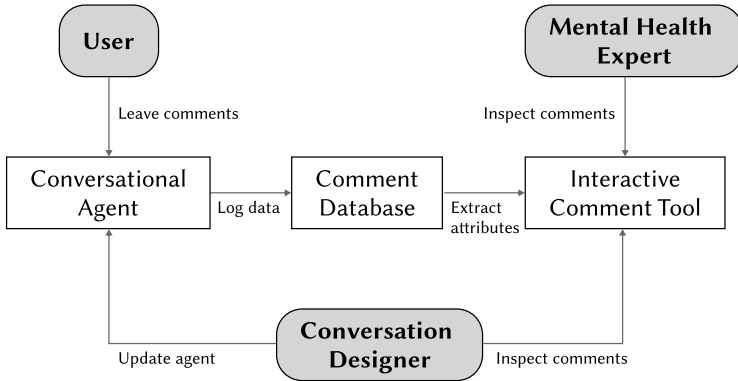 User
Mental Health
Expert
Leave comments
Inspect comments
Conversational
Agent
Log data
Comment
Database
Extract
attributes
Interactive
Comment Tool
Conversation
Designer
Update agent
Inspect comments